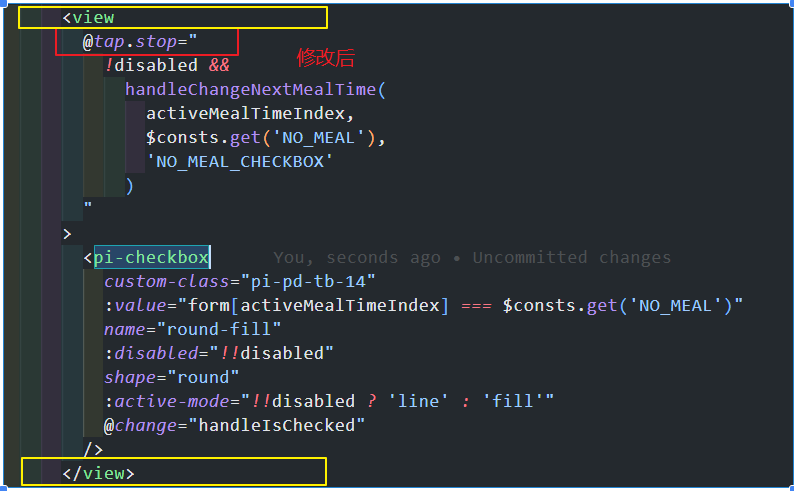 <view
@tap.stop="
修改后
!disabled &&
handleChangeNextMealTime(
activeMealTimeIndex,
$consts.get('NO_MEAL'),
'NO_MEAL_CHECKBOX'
)
"
>
<pi-checkbox You, seconds ago • Uncommitted changes
custom-class="pi-pd-tb-14"
:value="form[activeMealTimeIndex] === $consts.get('NO_MEAL')"
name="round-fill"
:disabled="!!disabled"
shape="round"
:active-mode="!!disabled ? 'line' : 'fill'"
@change="handleIsChecked"
/>
</view>